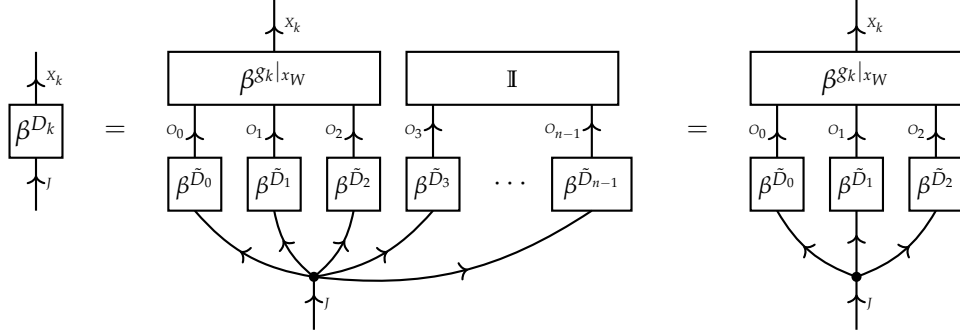 X_k X_k X_k
β^{g_k|x_W} 𝕀 β^{g_k|x_W}
β^{D_k} = O_0 O_1 O_2 O_3 O_{n−1} = O_0 O_1 O_2
J β^{D̃_0} β^{D̃_1} β^{D̃_2} β^{D̃_3} ⋯ β^{D̃_{n−1}} β^{D̃_0} β^{D̃_1} β^{D̃_2}
J J